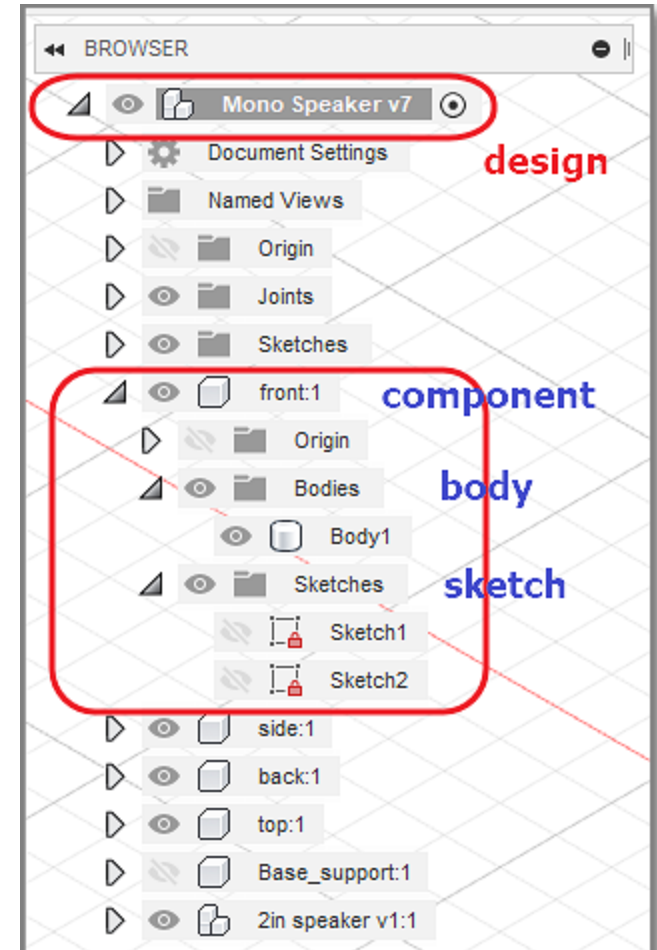 BROWSER
Mono Speaker v7
Document Settings
design
Named Views
Origin
Joints
Sketches
front:1
component
Origin
Bodies
body
Body1
Sketches
sketch
Sketch1
Sketch2
side:1
back:1
top:1
Base_support:1
2in speaker v1:1